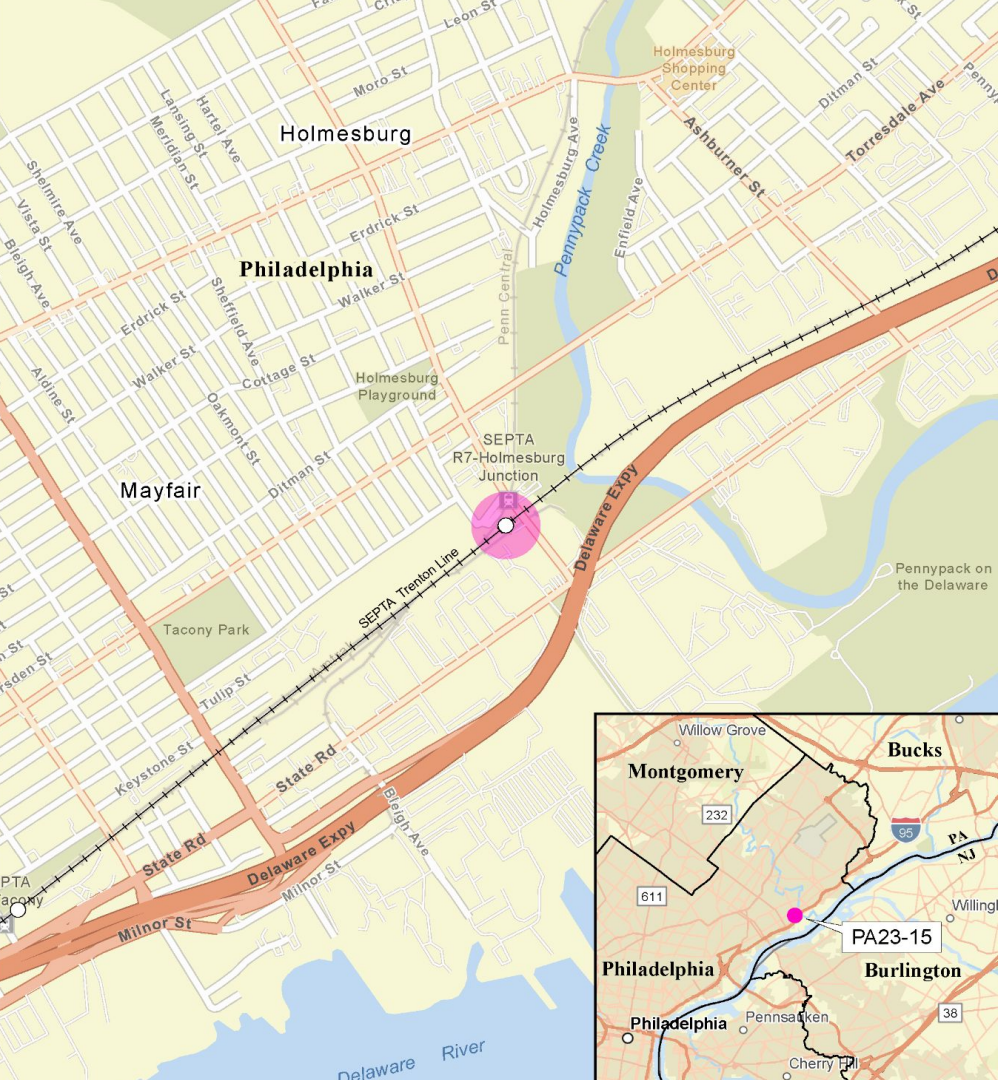 Leon St
Moro St
Holmesburg
Shopping
Center
Ditman St
Torresdale Ave
Ashburner St
Lansing St
Hartel Ave
Meridian St
Holmesburg
Holmesburg Ave
Pennypack Creek
Enfield Ave
Shelmire Ave
Vista St
Bleigh Ave
Erdrick St
Philadelphia
Walker St
Penn Central
Sheffield Ave
Erdrick St
Walker St
Cottage St
Holmesburg
Playground
Aldine St
Oakmont St
Ditman St
SEPTA
R7-Holmesburg
Junction
Mayfair
Delaware Expy
SEPTA Trenton Line
Pennypack on
the Delaware
Tacony Park
Tulip St
Keystone St
State Rd
Bleigh Ave
State Rd
Delaware Expy
Milnor St
Milnor St
Delaware River
Willow Grove
Bucks
Montgomery
232
95
PA
NJ
611
PA23-15
Philadelphia
Burlington
38
Pennsauken
Philadelphia
Cherry Hill